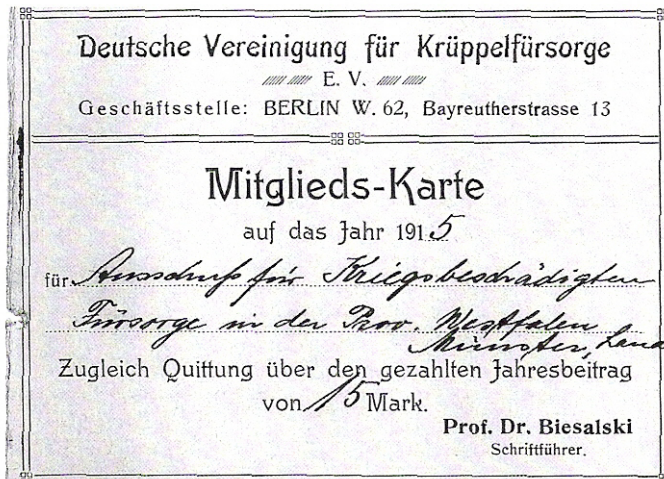 Deutsche Vereinigung für Krüppelfürsorge
E. V.
Geschäftsstelle: BERLIN W. 62, Bayreutherstrasse 13
Mitglieds-Karte
auf das Jahr 1915
für Ausschuß für Kriegsbeschädigten
Fürsorge in der Prov. Westfalen
Münster, Land
Zugleich Quittung über den gezahlten Jahresbeitrag
von 15 Mark.
Prof. Dr. Biesalski
Schriftführer.